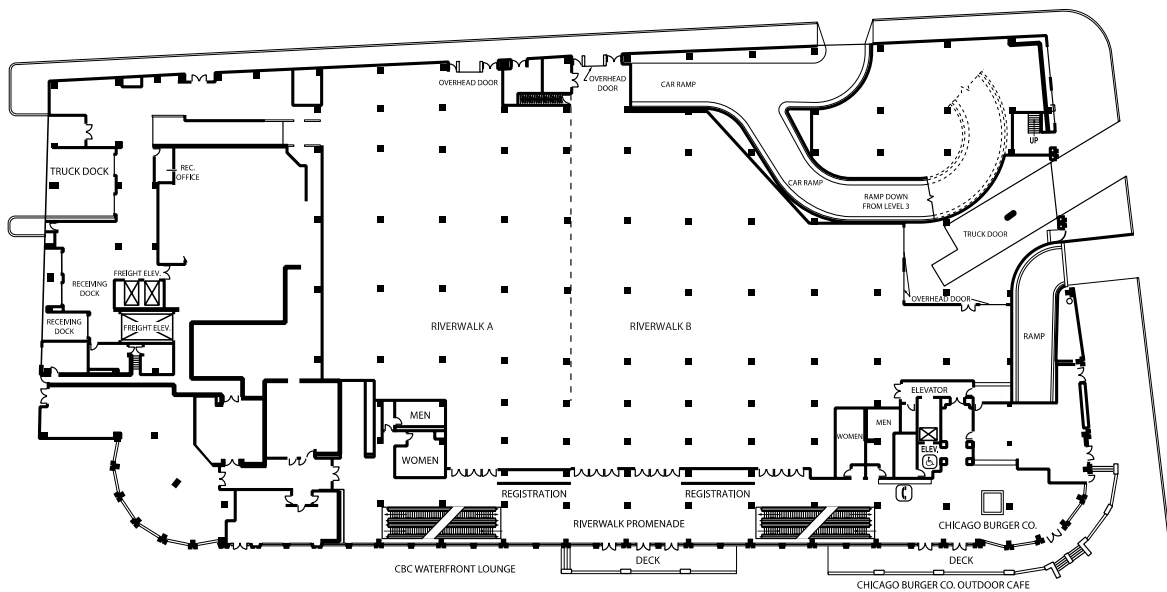 OVERHEAD DOOR
OVERHEAD
DOOR
CAR RAMP
UP
TRUCK DOCK
REC.
OFFICE
CAR RAMP
RAMP DOWN
FROM LEVEL 3
TRUCK DOOR
FREIGHT ELEV.
RECEIVING
DOCK
OVERHEAD DOOR
RECEIVING
DOCK
FREIGHT ELEV.
RIVERWALK A
RIVERWALK B
RAMP
ELEVATOR
MEN
MEN
WOMEN
ELEV.
WOMEN
REGISTRATION
REGISTRATION
RIVERWALK PROMENADE
CHICAGO BURGER CO.
CBC WATERFRONT LOUNGE
DECK
DECK
CHICAGO BURGER CO. OUTDOOR CAFE